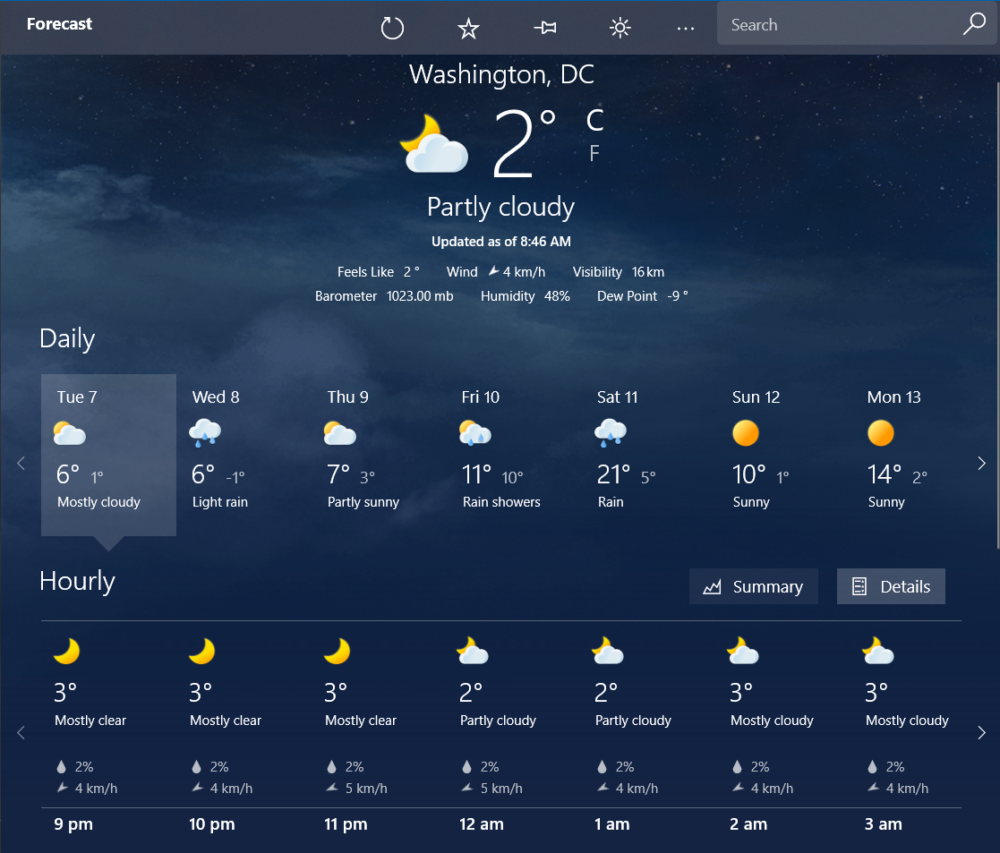 Forecast
Search
Washington, DC
2° C
F
Partly cloudy
Updated as of 8:46 AM
Feels Like 2 ° Wind 4 km/h Visibility 16 km
Barometer 1023.00 mb Humidity 48% Dew Point -9 °
Daily
Tue 7 Wed 8 Thu 9 Fri 10 Sat 11 Sun 12 Mon 13
6° 1° 6° -1° 7° 3° 11° 10° 21° 5° 10° 1° 14° 2°
Mostly cloudy Light rain Partly sunny Rain showers Rain Sunny Sunny
Hourly
Summary Details
3° 3° 3° 2° 2° 3° 3°
Mostly clear Mostly clear Mostly clear Partly cloudy Partly cloudy Mostly cloudy Mostly cloudy
2% 2% 2% 2% 2% 2% 2%
4 km/h 4 km/h 5 km/h 5 km/h 4 km/h 4 km/h 4 km/h
9 pm 10 pm 11 pm 12 am 1 am 2 am 3 am